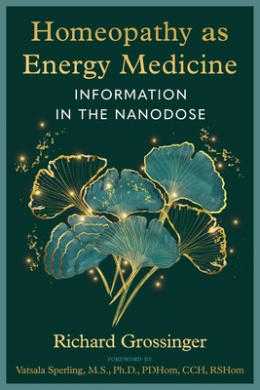 Homeopathy as
Energy Medicine
INFORMATION
IN THE NANODOSE
Richard Grossinger
FOREWORD BY
Vatsala Sperling, M.S., Ph.D., PDHom, CCH, RSHom